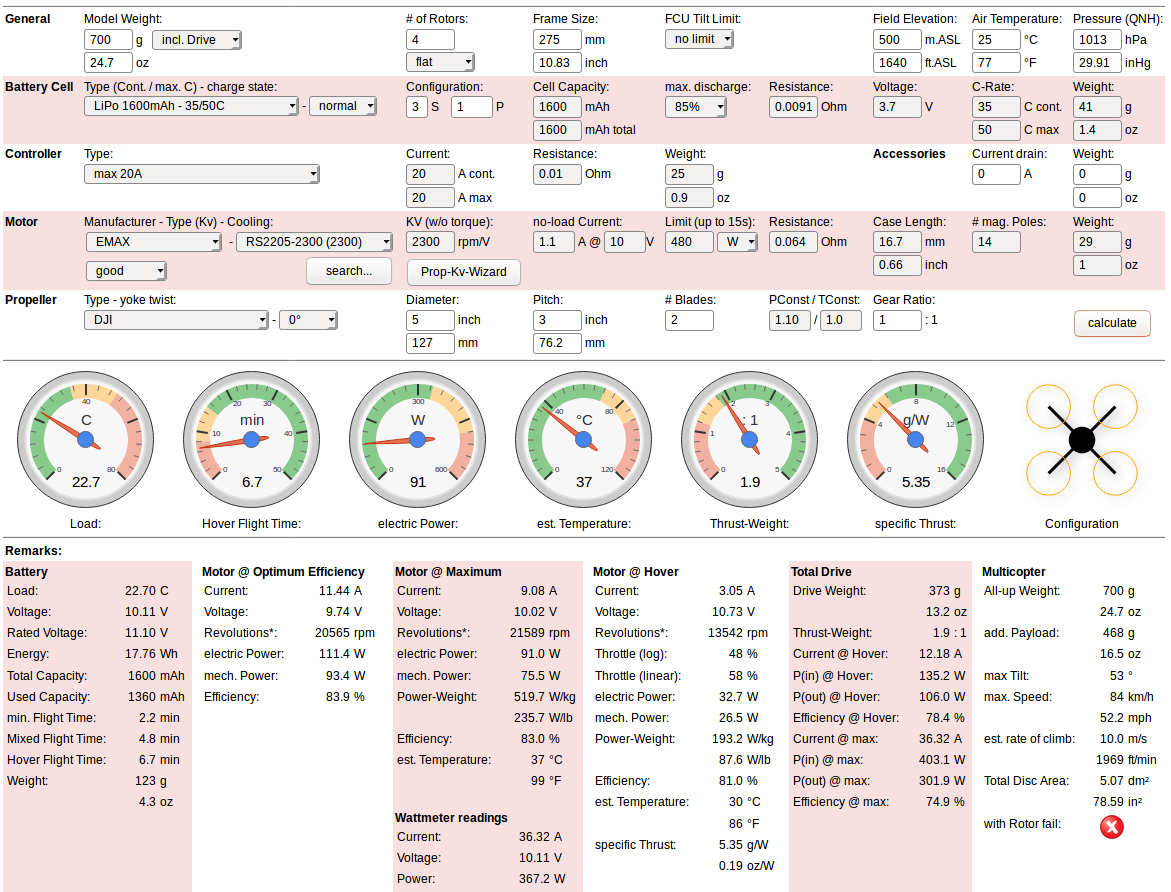 General Model Weight: # of Rotors: Frame Size: FCU Tilt Limit: Field Elevation: Air Temperature: Pressure (QNH):
700 g incl. Drive 4 275 mm no limit 500 m.ASL 25 °C 1013 hPa
24.7 oz flat 10.83 inch 1640 ft.ASL 77 °F 29.91 inHg
Battery Cell Type (Cont. / max. C) - charge state: Configuration: Cell Capacity: max. discharge: Resistance: Voltage: C-Rate: Weight:
LiPo 1600mAh - 35/50C - normal 3 S 1 P 1600 mAh 85% 0.0091 Ohm 3.7 V 35 C cont. 41 g
1600 mAh total 50 C max 1.4 oz
Controller Type: Current: Resistance: Weight: Accessories Current drain: Weight:
max 20A 20 A cont. 0.01 Ohm 25 g 0 A 0 g
20 A max 0.9 oz 0 oz
Motor Manufacturer - Type (Kv) - Cooling: KV (w/o torque): no-load Current: Limit (up to 15s): Resistance: Case Length: # mag. Poles: Weight:
EMAX - RS2205-2300 (2300) 2300 rpm/V 1.1 A @ 10 V 480 W 0.064 Ohm 16.7 mm 14 29 g
good search... Prop-Kv-Wizard 0.66 inch 1 oz
Propeller Type - yoke twist: Diameter: Pitch: # Blades: PConst / TConst: Gear Ratio:
DJI - 0° 5 inch 3 inch 2 1.10 / 1.0 1 : 1 calculate
127 mm 76.2 mm
0 40 80 C 22.7
0 10 20 30 40 50 min 6.7
0 300 600 W 91
0 40 80 120 °C 37
0 1 2 3 4 5 : 1 1.9
0 4 8 12 16 g/W 5.35
Load: Hover Flight Time: electric Power: est. Temperature: Thrust-Weight: specific Thrust: Configuration
Remarks:
Battery Motor @ Optimum Efficiency Motor @ Maximum Motor @ Hover Total Drive Multicopter
Load: 22.70 C Current: 11.44 A Current: 9.08 A Current: 3.05 A Drive Weight: 373 g All-up Weight: 700 g
Voltage: 10.11 V Voltage: 9.74 V Voltage: 10.02 V Voltage: 10.73 V 13.2 oz 24.7 oz
Rated Voltage: 11.10 V Revolutions*: 20565 rpm Revolutions*: 21589 rpm Revolutions*: 13542 rpm Thrust-Weight: 1.9 : 1 add. Payload: 468 g
Energy: 17.76 Wh electric Power: 111.4 W electric Power: 91.0 W Throttle (log): 48 % Current @ Hover: 12.18 A 16.5 oz
Total Capacity: 1600 mAh mech. Power: 93.4 W mech. Power: 75.5 W Throttle (linear): 58 % P(in) @ Hover: 135.2 W max Tilt: 53 °
Used Capacity: 1360 mAh Efficiency: 83.9 % Power-Weight: 519.7 W/kg electric Power: 32.7 W P(out) @ Hover: 106.0 W max. Speed: 84 km/h
min. Flight Time: 2.2 min 235.7 W/lb mech. Power: 26.5 W Efficiency @ Hover: 78.4 % 52.2 mph
Mixed Flight Time: 4.8 min Efficiency: 83.0 % Power-Weight: 193.2 W/kg Current @ max: 36.32 A est. rate of climb: 10.0 m/s
Hover Flight Time: 6.7 min est. Temperature: 37 °C 87.6 W/lb P(in) @ max: 403.1 W 1969 ft/min
Weight: 123 g 99 °F Efficiency: 81.0 % P(out) @ max: 301.9 W Total Disc Area: 5.07 dm²
4.3 oz est. Temperature: 30 °C Efficiency @ max: 74.9 % 78.59 in²
Wattmeter readings 86 °F with Rotor fail:
Current: 36.32 A specific Thrust: 5.35 g/W
Voltage: 10.11 V 0.19 oz/W
Power: 367.2 W